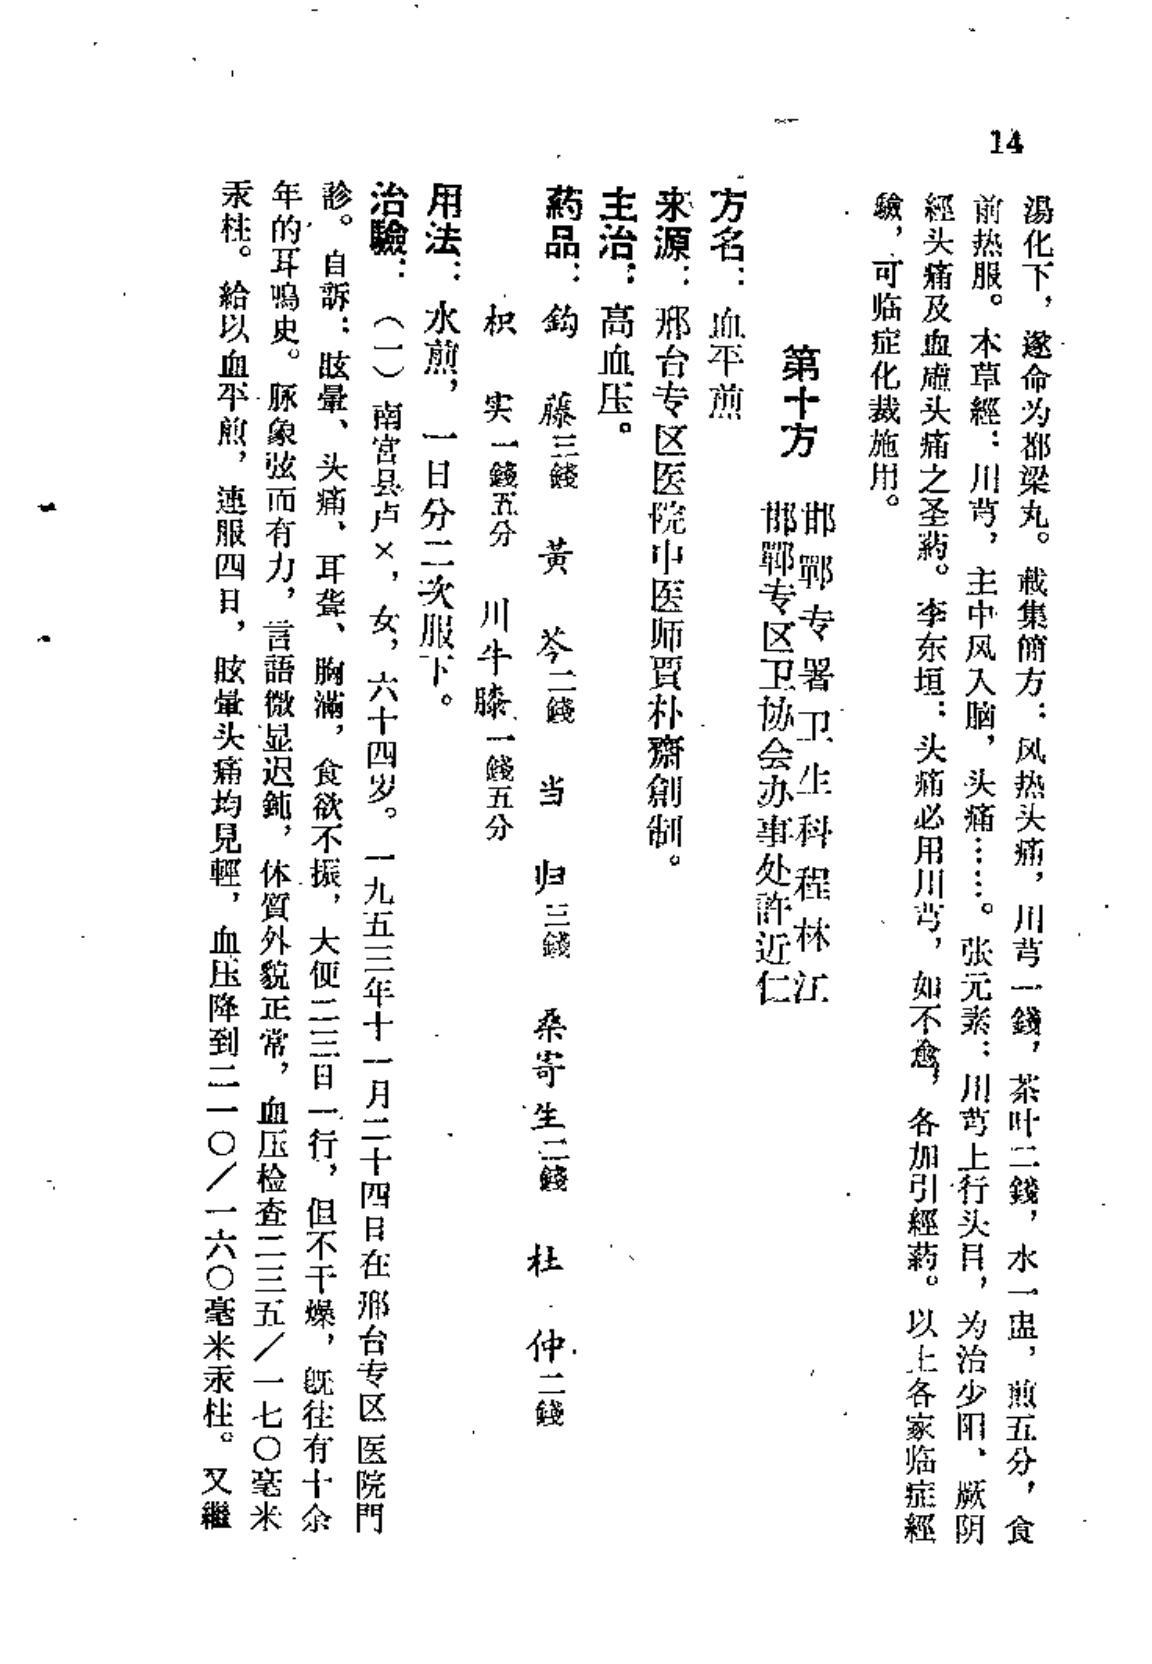 14
湯化下，遂命为都梁丸。戴集簡方：风热头痛，川芎一錢，茶叶二錢，水一盅，煎五分，食
前热服。本草經：川芎，主中风入脑，头痛……。张元素：川芎上行头目，为治少阳、厥阴
經头痛及血虛头痛之圣葯。李东垣：头痛必用川芎，如不愈，各加引經葯。以上各家临症經
驗，可临症化裁施用。
第十方
邯鄲专署卫生科程林江
邯鄲专区卫协会办事处許近仁
方名：血平煎
来源：邢台专区医院中医师賈朴齋創制。
主治：高血压。
葯品：鈎　藤三錢　黃　芩二錢　当　归三錢　桑寄生二錢　杜　仲二錢
枳　实一錢五分　川牛膝一錢五分
用法：水煎，一日分二次服下。
治驗：（一）南宮县卢×，女，六十四岁。一九五三年十一月二十四日在邢台专区医院門
診。自訴：眩暈、头痛、耳聋、胸滿，食欲不振，大便二三日一行，但不干燥，既往有十余
年的耳鳴史。脉象弦而有力，言語微显迟鈍，体質外貌正常，血压检查二三五／一七〇毫米
汞柱。給以血平煎，連服四日，眩暈头痛均見輕，血压降到二一〇／一六〇毫米汞柱。又繼